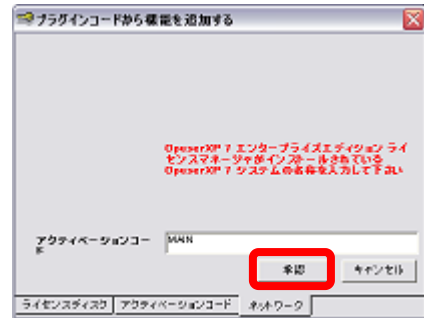 プラグインコードから機能を追加する
OpuserXP 7 エンタープライズエディション ライ
センスマネージャがインストールされている
OpuserXP 7 システムの名称を入力して下さい
アクティベーションコー
ド
MAIN
承認
キャンセル
ライセンスディスク
アクティベーションコード
ネットワーク